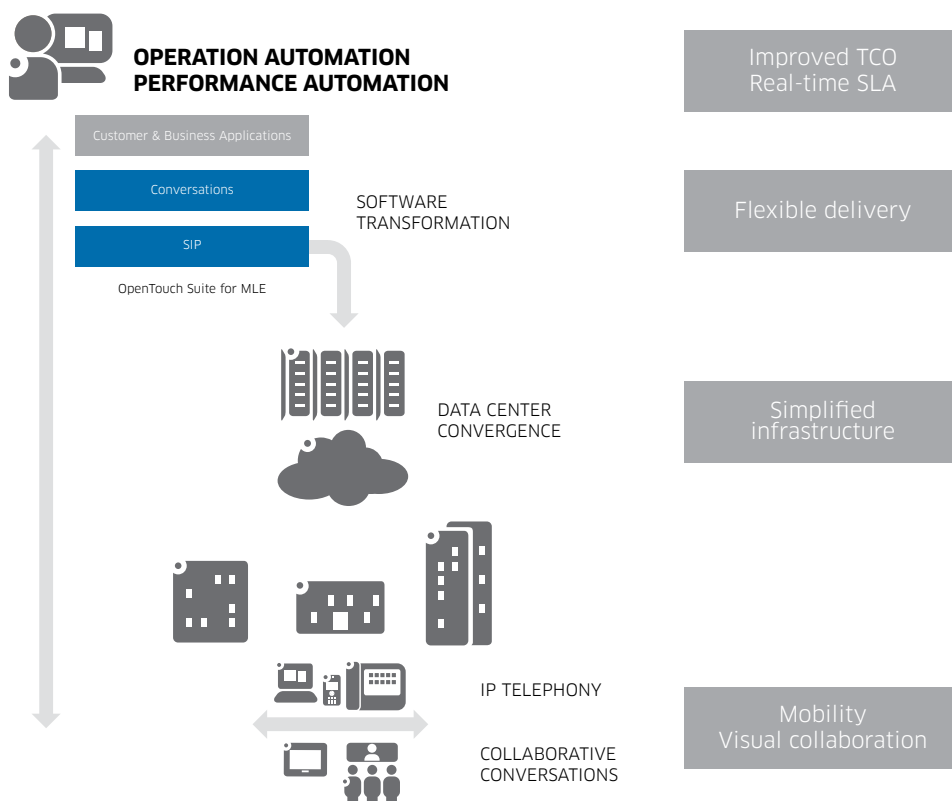 OPERATION AUTOMATION
PERFORMANCE AUTOMATION
Improved TCO
Real-time SLA
Customer & Business Applications
Conversations
SOFTWARE
TRANSFORMATION
Flexible delivery
SIP
OpenTouch Suite for MLE
DATA CENTER
CONVERGENCE
Simplified
infrastructure
IP TELEPHONY
Mobility
Visual collaboration
COLLABORATIVE
CONVERSATIONS